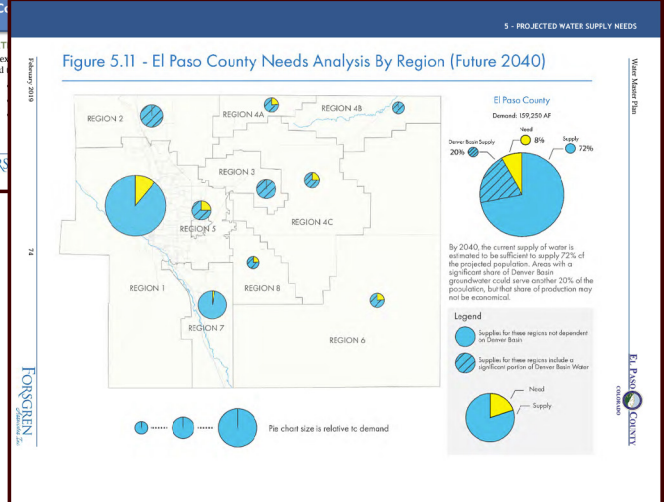 5 - PROJECTED WATER SUPPLY NEEDS
Figure 5.11 - El Paso County Needs Analysis By Region (Future 2040)
February 2019
74
FORSGREN
Associates Inc.
Water Master Plan
EL PASO COUNTY
COLORADO
REGION 2
REGION 4A
REGION 4B
REGION 3
REGION 5
REGION 4C
REGION 1
REGION 8
REGION 7
REGION 6
Pie chart size is relative to demand
El Paso County
Demand: 159,250 AF
Need
8%
Supply
72%
Denver Basin Supply
20%
By 2040, the current supply of water is
estimated to be sufficient to supply 72% of
the projected population. Areas with a
significant share of Denver Basin
groundwater could serve another 20% of the
population, but that share of production may
not be economical.
Legend
Supplies for these regions not dependent
on Denver Basin
Supplies for these regions include a
significant portion of Denver Basin Water
Need
Supply